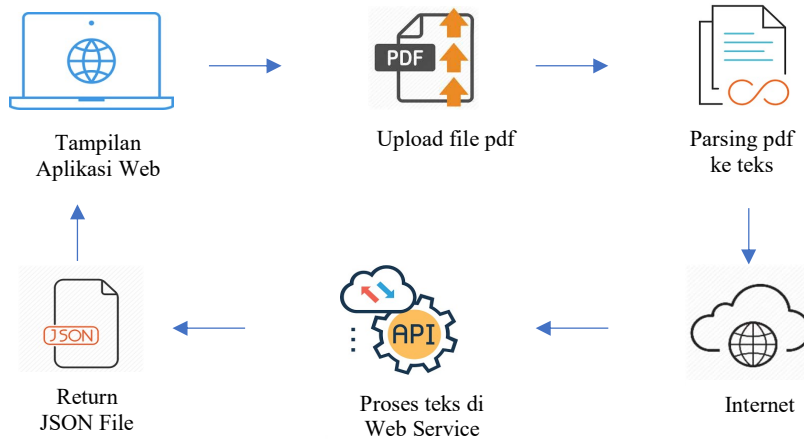 PDF
Tampilan
Aplikasi Web
Upload file pdf
Parsing pdf
ke teks
JSON
API
Return
JSON File
Proses teks di
Web Service
Internet